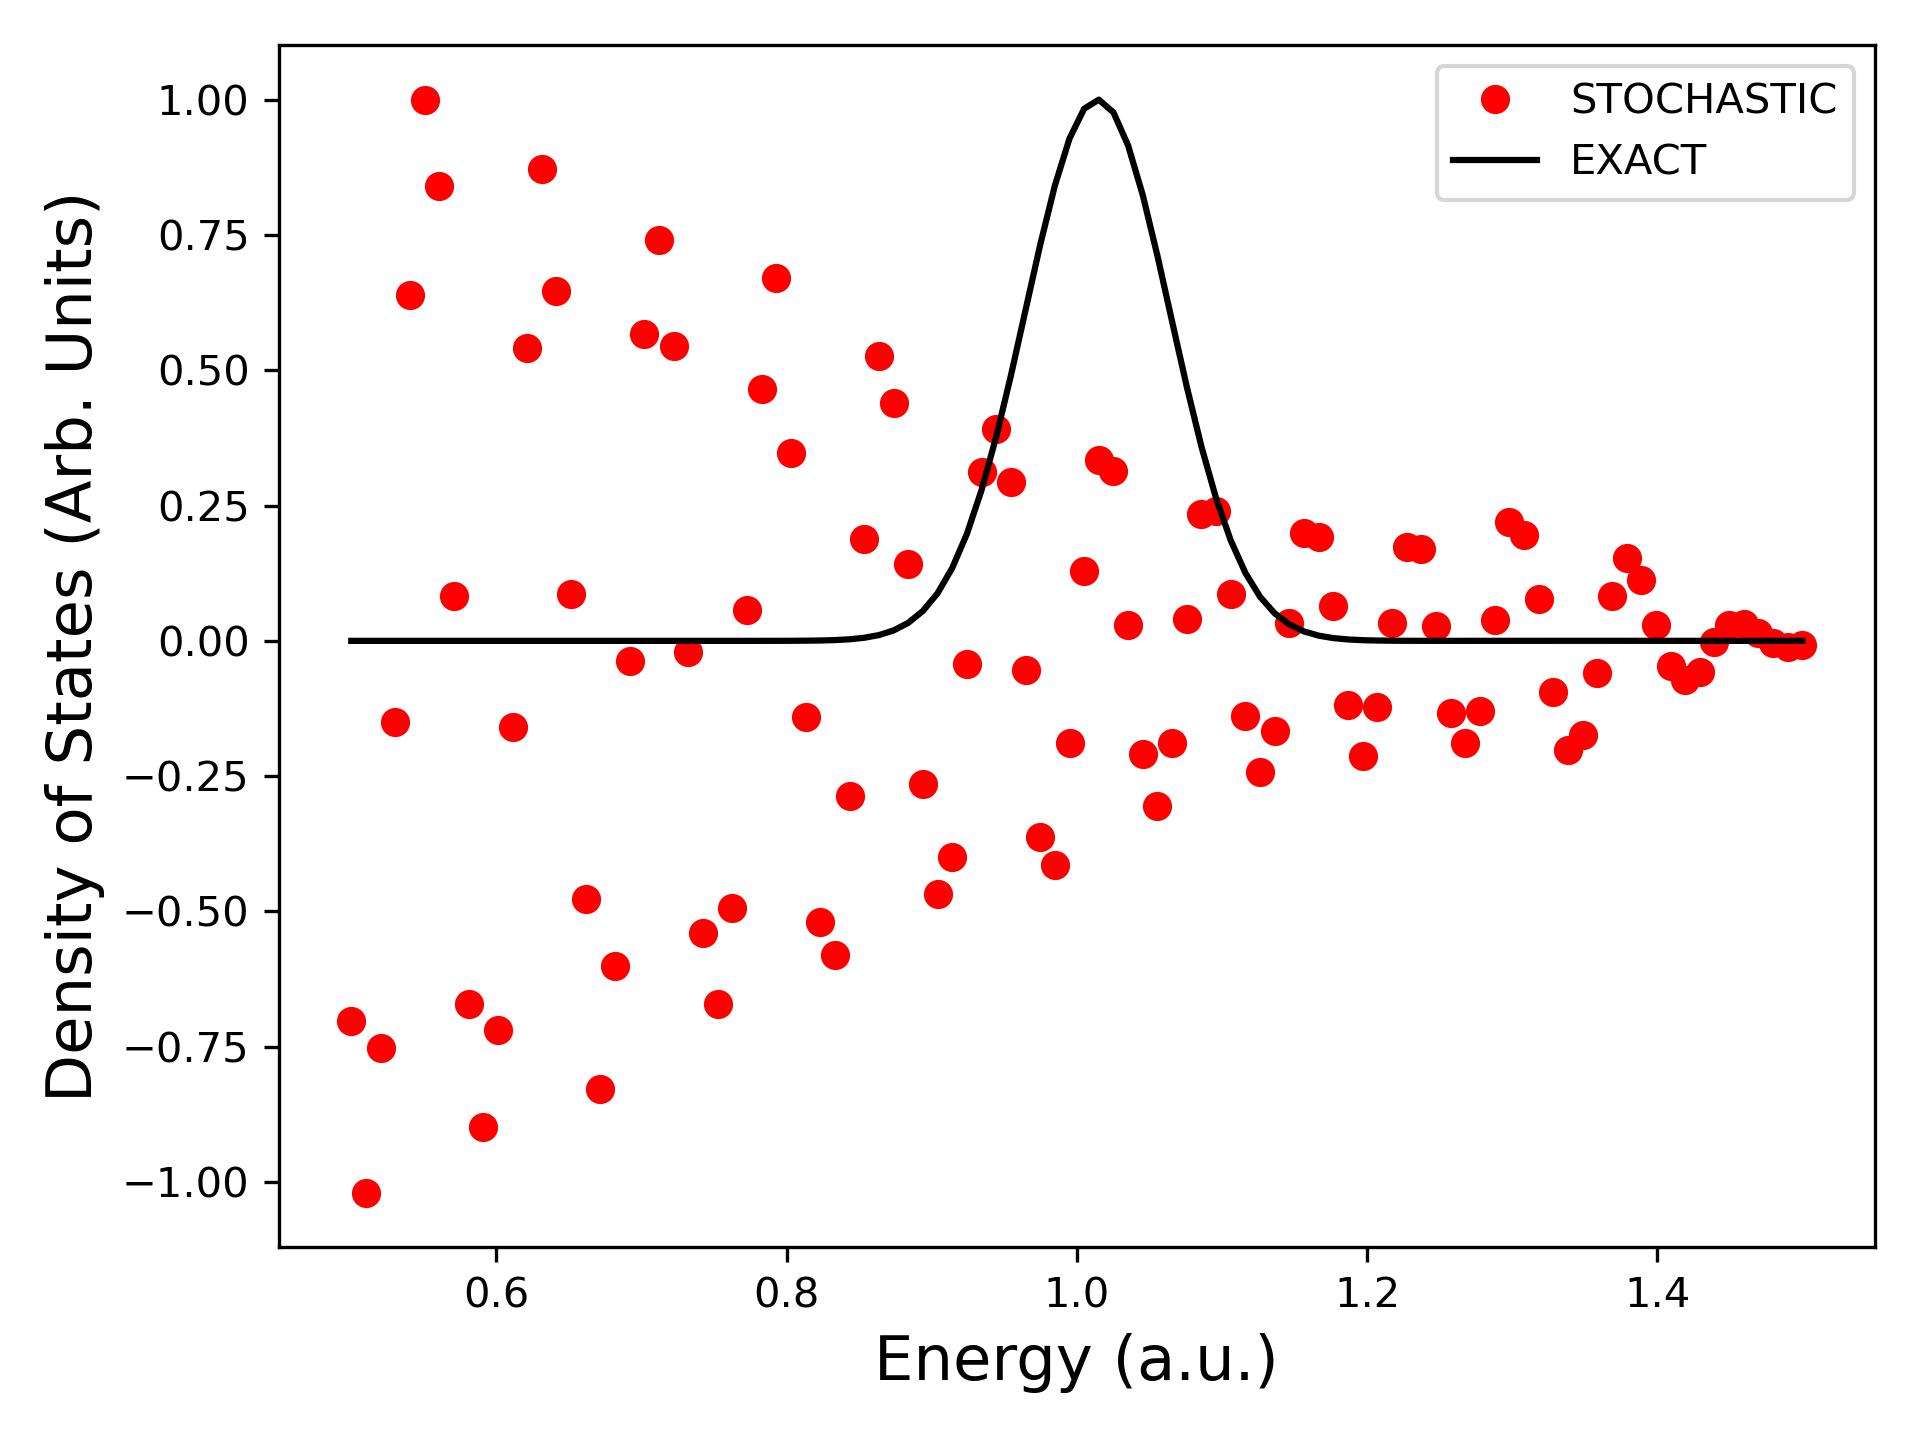 STOCHASTIC
EXACT
Density of States (Arb. Units)
1.00
0.75
0.50
0.25
0.00
−0.25
−0.50
−0.75
−1.00
0.6 0.8 1.0 1.2 1.4
Energy (a.u.)